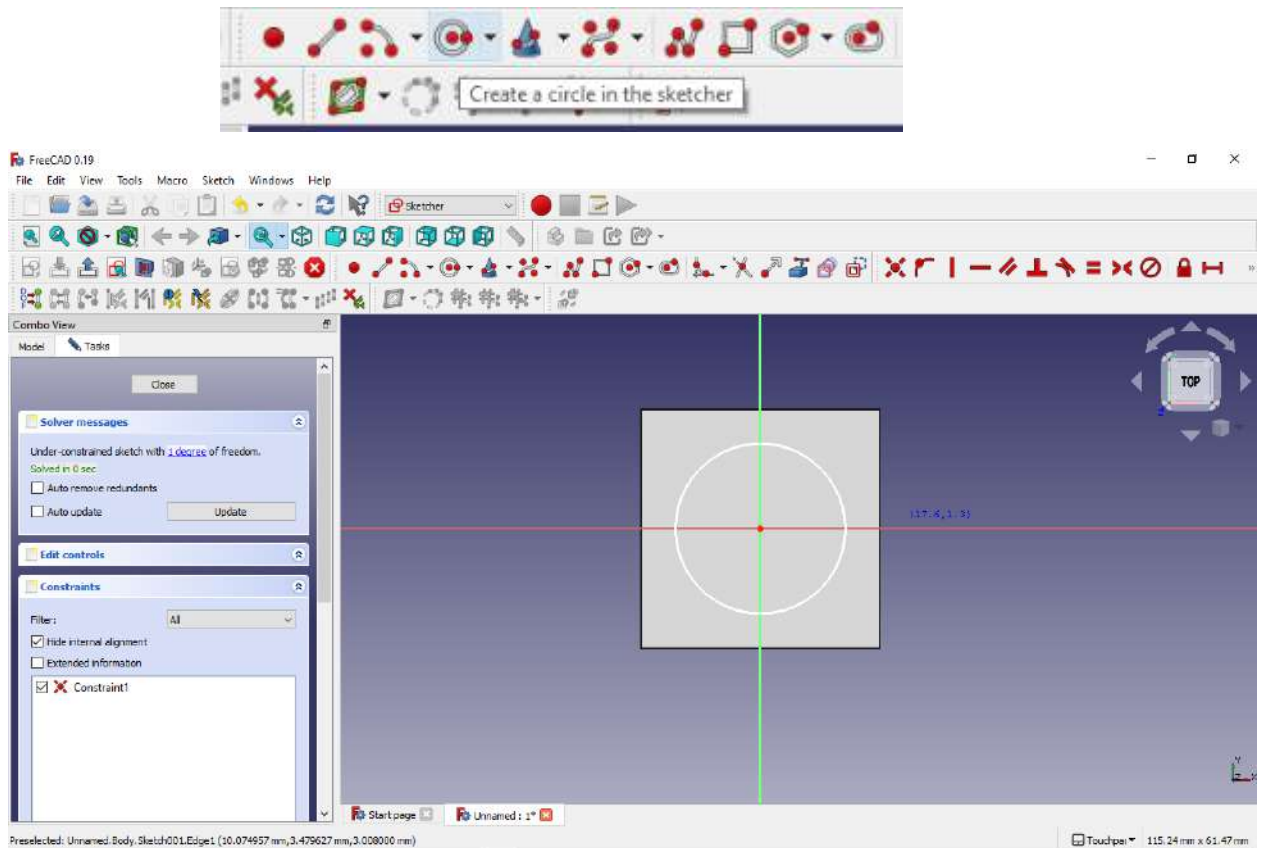 Create a circle in the sketcher
FreeCAD 0.19
File Edit View Tools Macro Sketch Windows Help
Sketcher
Combo View
Model Tasks
Close
Solver messages
Under-constrained sketch with 1 degree of freedom.
Solved in 0 sec
Auto remove redundants
Auto update Update
Edit controls
Constraints
Filter: All
Hide internal alignment
Extended information
Constraint1
TOP
Start page Unnamed : 1*
Preselected: Unnamed.Body.Sketch001.Edge1 (10.074957 mm,3.479627 mm,3.008000 mm)
115.24 mm x 61.47 mm